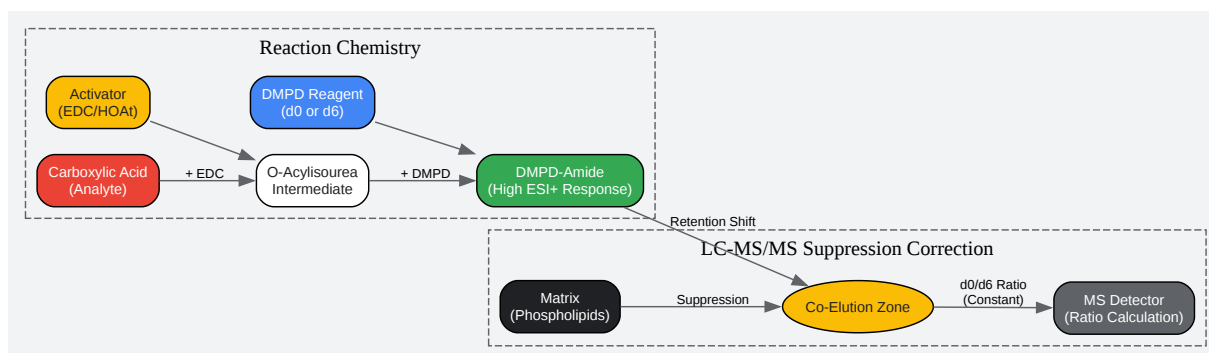 Reaction Chemistry
Activator
(EDC/HOAt)
DMPD Reagent
(d0 or d6)
Carboxylic Acid
(Analyte)
+ EDC
O-Acylisourea
Intermediate
+ DMPD
DMPD-Amide
(High ESI+ Response)
Retention Shift
LC-MS/MS Suppression Correction
Matrix
(Phospholipids)
Suppression
Co-Elution Zone
d0/d6 Ratio
(Constant)
MS Detector
(Ratio Calculation)